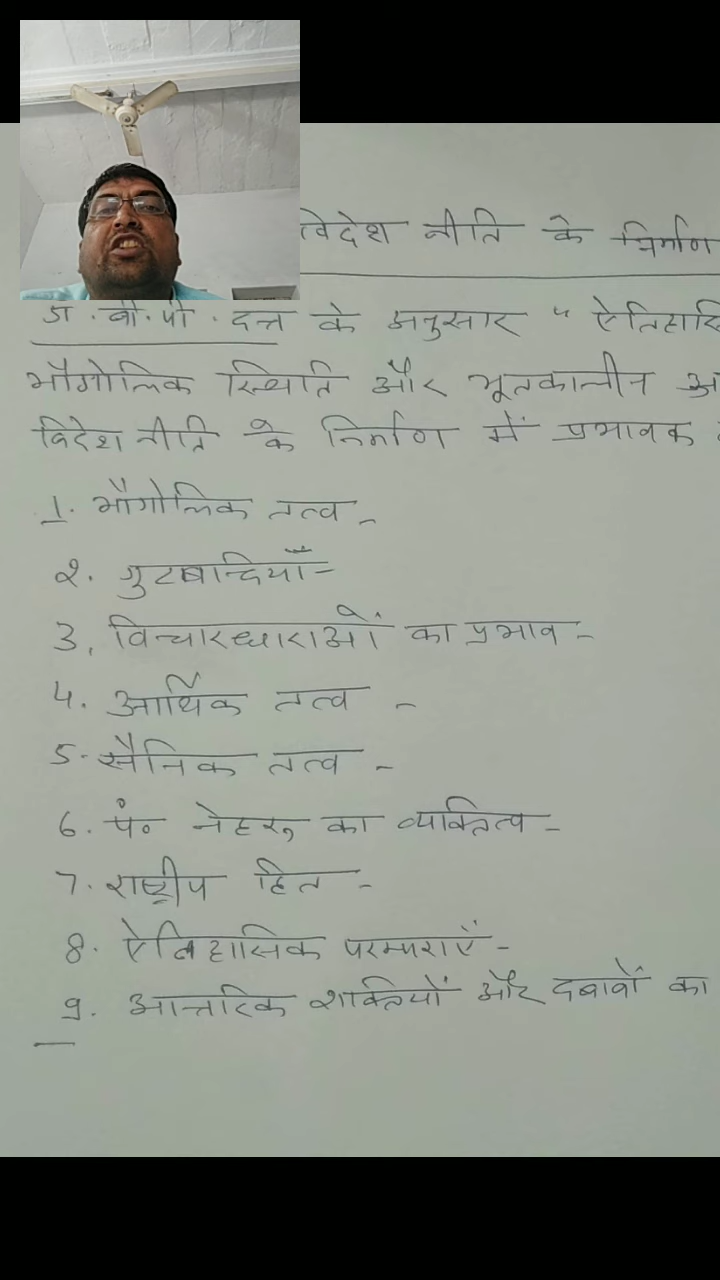 विदेश नीति के निर्माण
डा. बी. पी. दत्त के अनुसार " ऐतिहासि
भौगोलिक स्थिति और भूतकालीन अ
विदेश नीति के निर्माण में प्रभावक
1. भौगोलिक तत्व -
2. गुटबन्दियाँ -
3. विचारधाराओं का प्रभाव -
4. आर्थिक तत्व -
5. सैनिक तत्व -
6. पं० नेहरू का व्यक्तित्व -
7. राष्ट्रीय हित -
8. ऐतिहासिक परम्पराएँ -
9. आन्तरिक शक्तियों और दबावों का